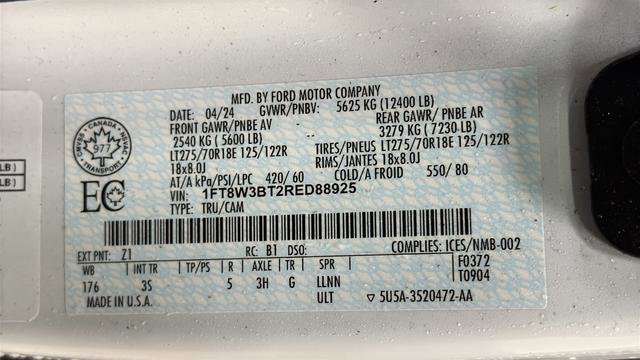 MFD. BY FORD MOTOR COMPANY
DATE: 04/24 GVWR/PNBV: 5625 KG (12400 LB)
FRONT GAWR/PNBE AV REAR GAWR/ PNBE AR
2540 KG ( 5600 LB) -- 3279 KG ( 7230 LB)
LT275/70R18E 125/122R TIRES/PNEUS LT275/70R18E 125/122R
18x8.0J RIMS/JANTES 18x8.0J
AT/A kPa/PSI/LPC 420/ 60 COLD/A FROID 550/ 80
VIN: 1FT8W3BT2RED88925
TYPE: TRU/CAM
CANADA
977
TRANSPORT
EC
LB)
LB)
EXT PNT: Z1 RC: B1 DSO: COMPLIES: ICES/NMB-002
WB INT TR TP/PS R AXLE TR SPR F0372
176 3S 5 3H G LLNN T0904
MADE IN U.S.A. ULT 5U5A-3520472-AA